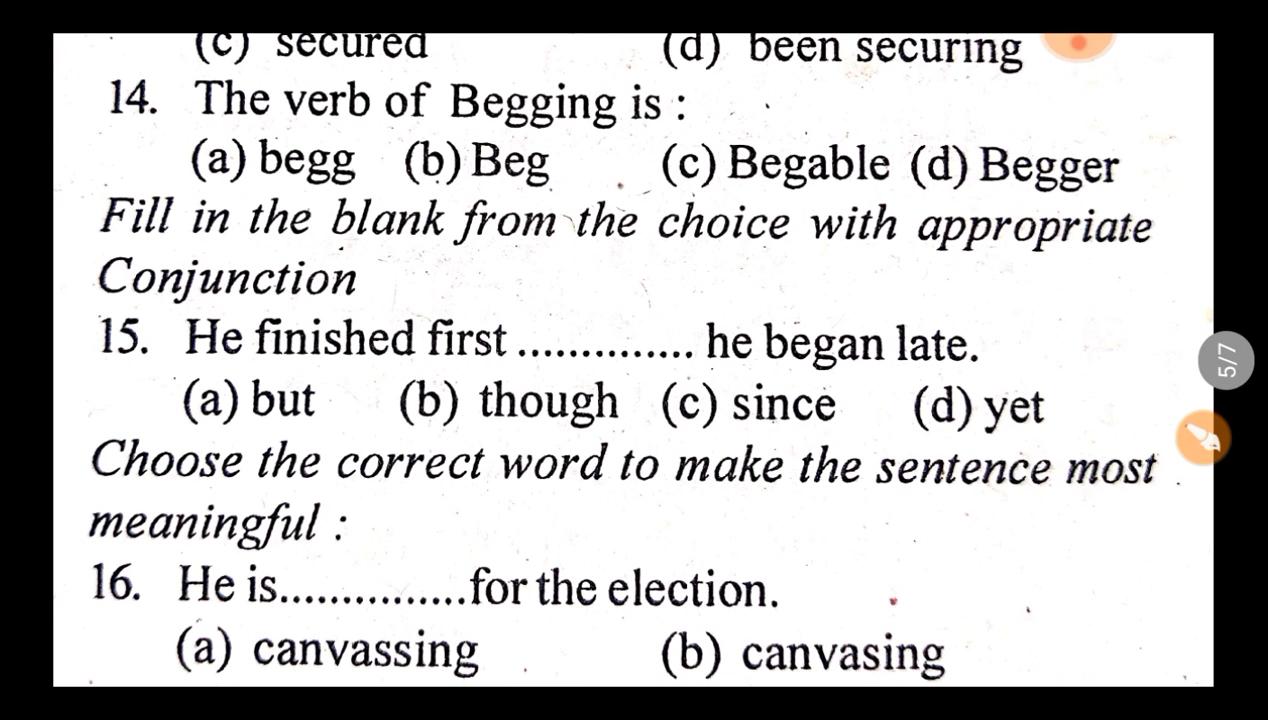 (c) secured (d) been securing
14. The verb of Begging is :
(a) begg (b) Beg (c) Begable (d) Begger
Fill in the blank from the choice with appropriate
Conjunction
15. He finished first .............. he began late.
(a) but (b) though (c) since (d) yet
Choose the correct word to make the sentence most
meaningful :
16. He is...............for the election.
(a) canvassing (b) canvasing
5/7